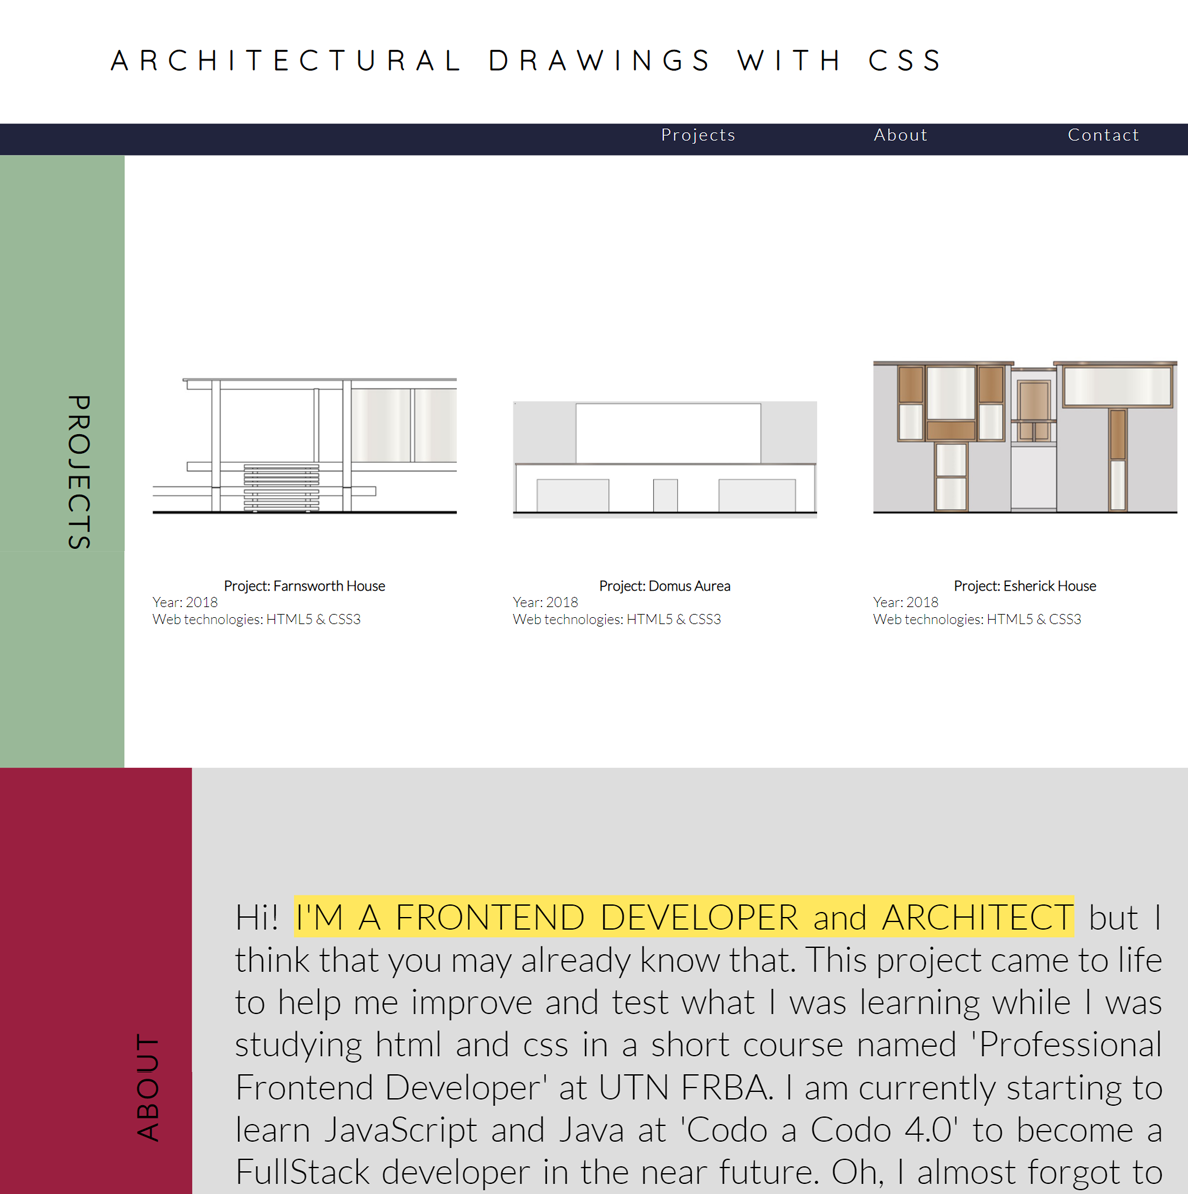 ARCHITECTURAL DRAWINGS WITH CSS
Projects About Contact
PROJECTS
Project: Farnsworth House
Year: 2018
Web technologies: HTML5 & CSS3
Project: Domus Aurea
Year: 2018
Web technologies: HTML5 & CSS3
Project: Esherick House
Year: 2018
Web technologies: HTML5 & CSS3
ABOUT
Hi! I'M A FRONTEND DEVELOPER and ARCHITECT but I
think that you may already know that. This project came to life
to help me improve and test what I was learning while I was
studying html and css in a short course named 'Professional
Frontend Developer' at UTN FRBA. I am currently starting to
learn JavaScript and Java at 'Codo a Codo 4.0' to become a
FullStack developer in the near future. Oh, I almost forgot to